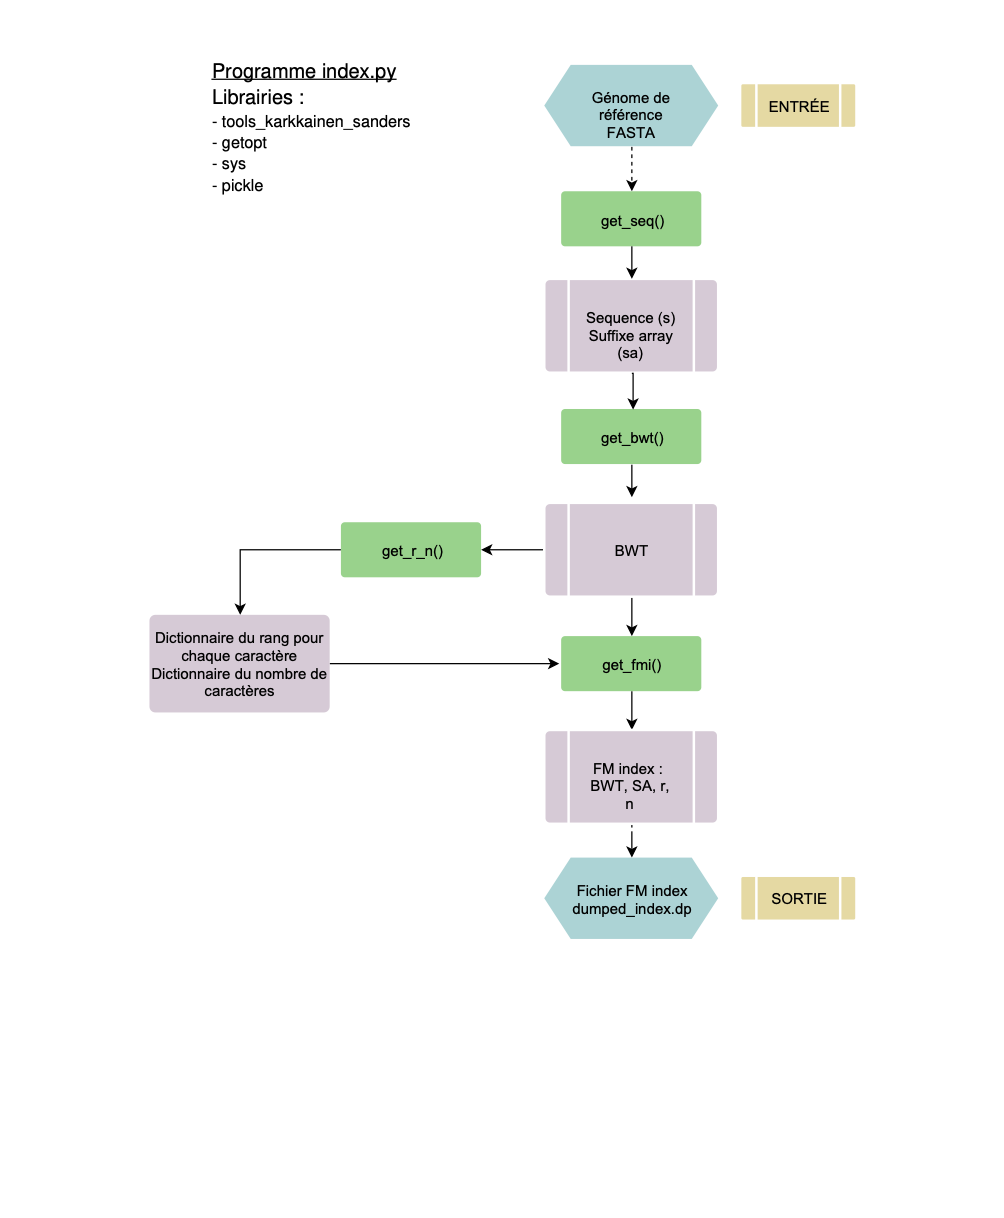 Programme index.py
Librairies :
- tools_karkkainen_sanders
- getopt
- sys
- pickle
Génome de
référence
FASTA
ENTRÉE
get_seq()
Sequence (s)
Suffixe array
(sa)
get_bwt()
BWT
get_r_n()
Dictionnaire du rang pour
chaque caractère
Dictionnaire du nombre de
caractères
get_fmi()
FM index :
BWT, SA, r,
n
Fichier FM index
dumped_index.dp
SORTIE